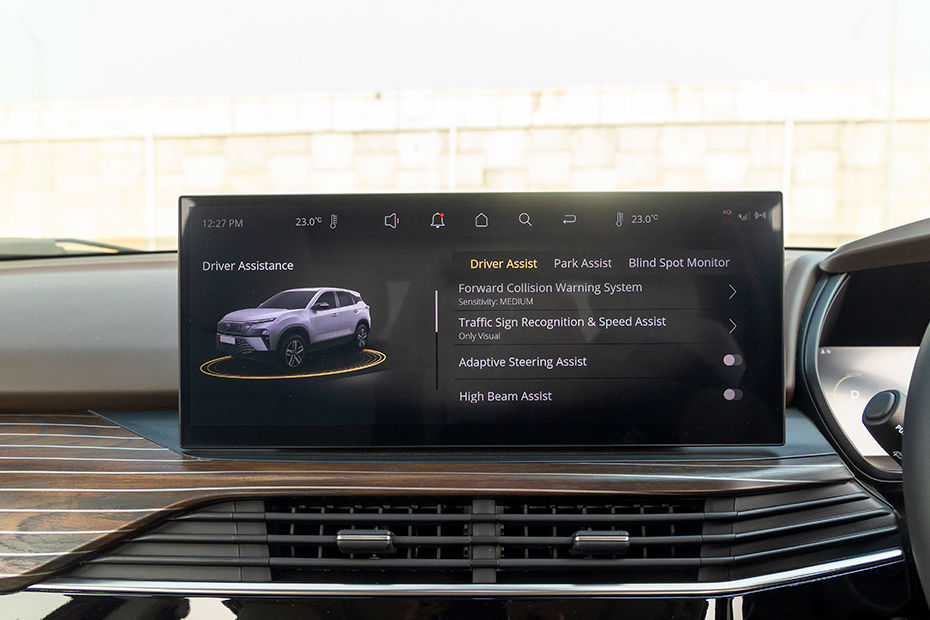 12:27 PM 23.0°C 23.0°C AQI
Driver Assistance
Driver Assist Park Assist Blind Spot Monitor
Forward Collision Warning System
Sensitivity: MEDIUM
Traffic Sign Recognition & Speed Assist
Only Visual
Adaptive Steering Assist
High Beam Assist
P